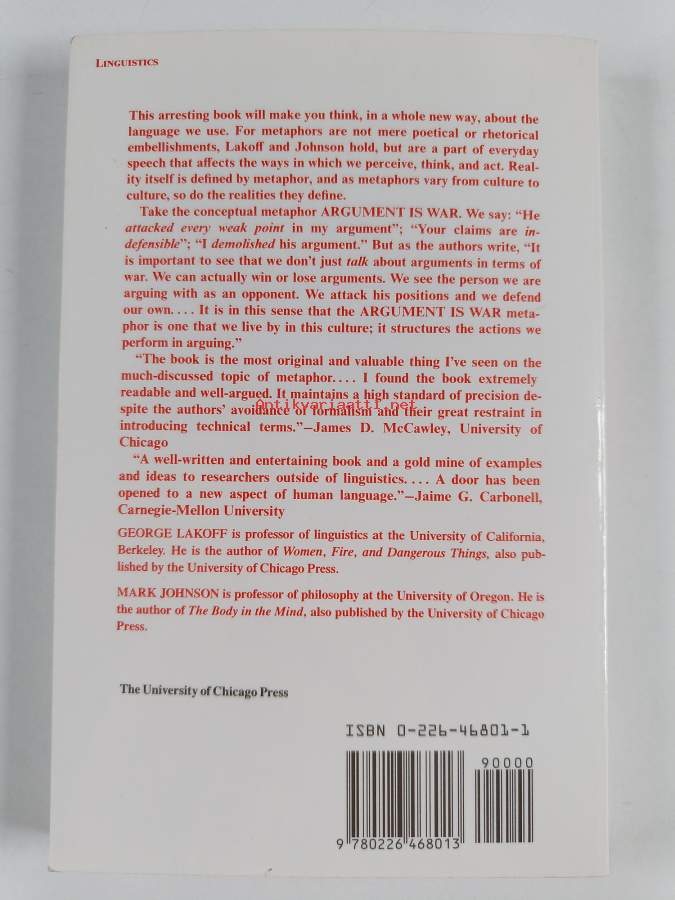 LINGUISTICS
This arresting book will make you think, in a whole new way, about the
language we use. For metaphors are not mere poetical or rhetorical
embellishments, Lakoff and Johnson hold, but are a part of everyday
speech that affects the ways in which we perceive, think, and act. Real-
ity itself is defined by metaphor, and as metaphors vary from culture to
culture, so do the realities they define.
Take the conceptual metaphor ARGUMENT IS WAR. We say: “He
attacked every weak point in my argument”; “Your claims are in-
defensible”; “I demolished his argument.” But as the authors write, “It
is important to see that we don’t just talk about arguments in terms of
war. We can actually win or lose arguments. We see the person we are
arguing with as an opponent. We attack his positions and we defend
our own. . . . It is in this sense that the ARGUMENT IS WAR meta-
phor is one that we live by in this culture; it structures the actions we
perform in arguing.”
“The book is the most original and valuable thing I’ve seen on the
much-discussed topic of metaphor. . . . I found the book extremely
readable and well-argued. It maintains a high standard of precision de-
spite the authors’ avoidance of formalism and their great restraint in
introducing technical terms.”—James D. McCawley, University of
Chicago
“A well-written and entertaining book and a gold mine of examples
and ideas to researchers outside of linguistics. . . . A door has been
opened to a new aspect of human language.”—Jaime G. Carbonell,
Carnegie-Mellon University
GEORGE LAKOFF is professor of linguistics at the University of California,
Berkeley. He is the author of Women, Fire, and Dangerous Things, also pub-
lished by the University of Chicago Press.
MARK JOHNSON is professor of philosophy at the University of Oregon. He is
the author of The Body in the Mind, also published by the University of Chicago
Press.
The University of Chicago Press
ISBN 0-226-46801-1
90000
9 780226 468013
Antikvariaatti.net